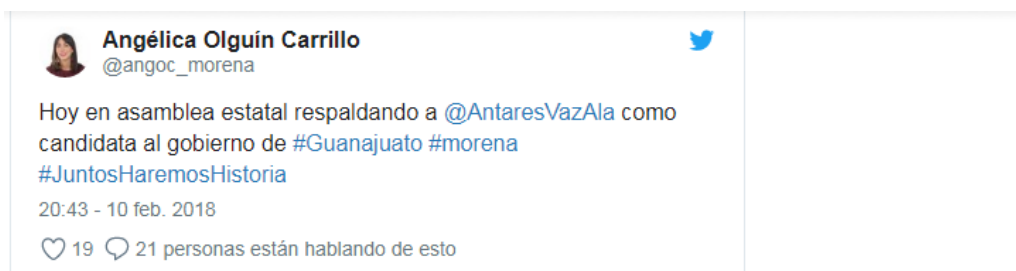 Angélica Olguín Carrillo
@angoc_morena
Hoy en asamblea estatal respaldando a @AntaresVazAla como
candidata al gobierno de #Guanajuato #morena
#JuntosHaremosHistoria
20:43 - 10 feb. 2018
19 21 personas están hablando de esto